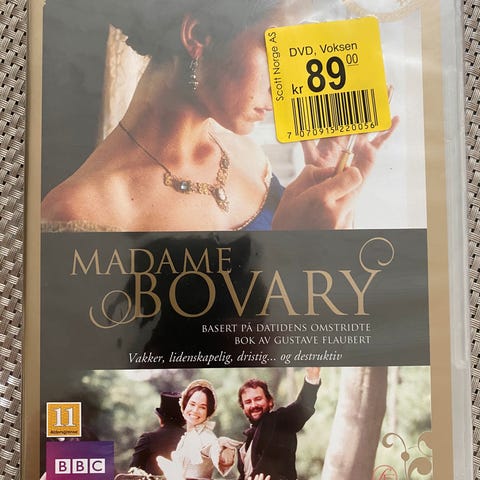 DVD, Voksen
kr 89 00
Scott Norge AS
7 070915 220056
MADAME
BOVARY
BASERT PÅ DATIDENS OMSTRIDTE
BOK AV GUSTAVE FLAUBERT
Vakker, lidenskapelig, dristig... og destruktiv
11
Aldersgrense
BBC